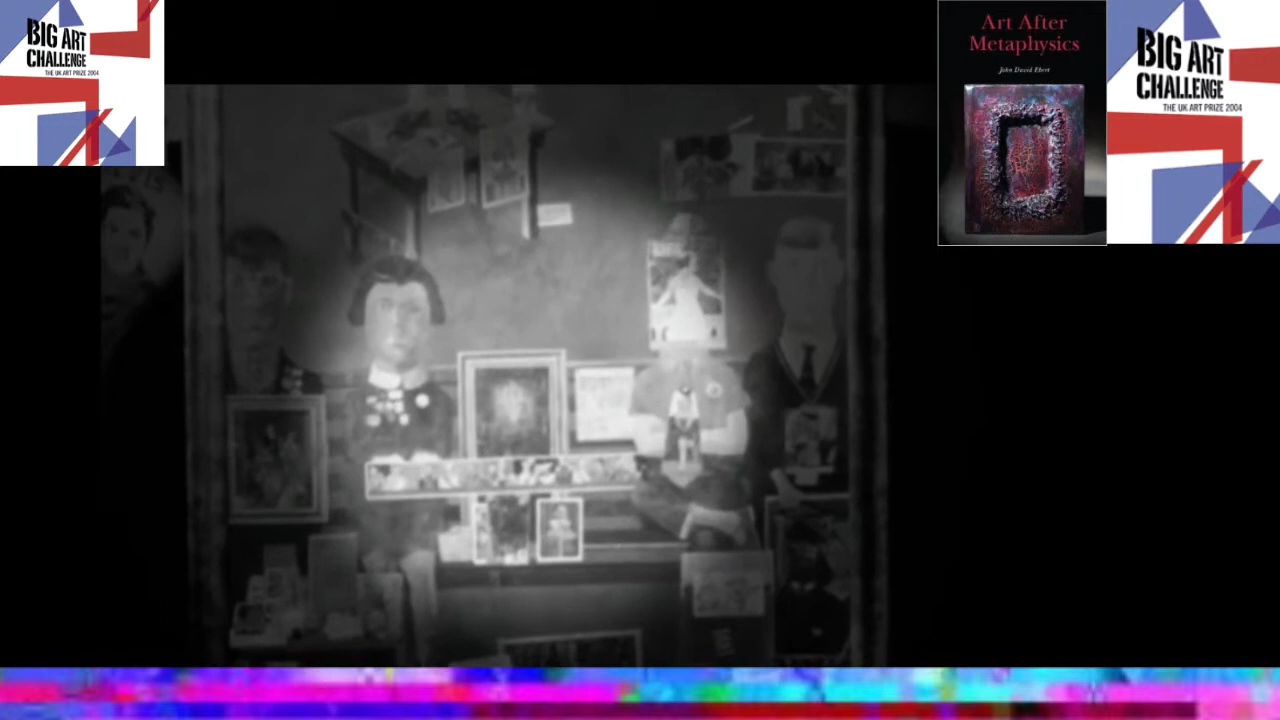 BIG ART
CHALLENGE
THE UK ART PRIZE 2004
Art After
Metaphysics
John David Ebert
BIG ART
CHALLENGE
THE UK ART PRIZE 2004